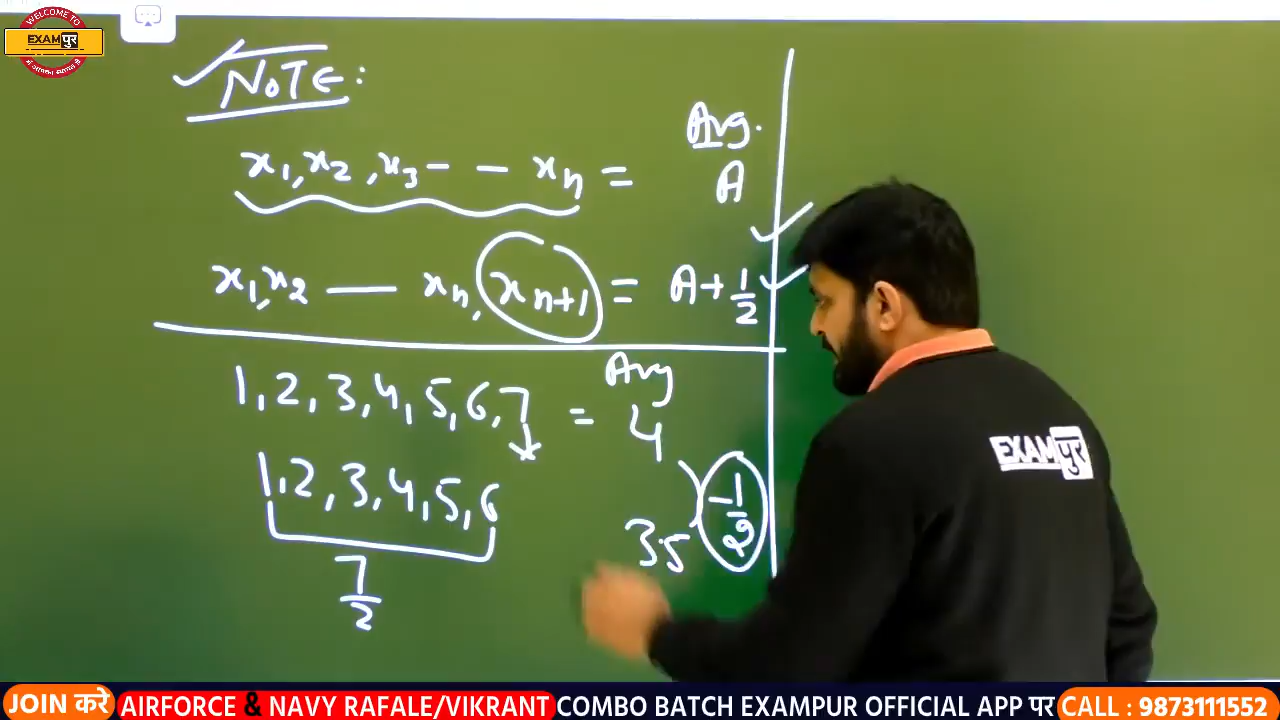 WELCOME TO
EXAMपुर
NOTE:
Avg.
x₁, x₂, x₃ - - xₙ = A
x₁, x₂ — xₙ, xₙ₊₁ = A + 1/2
Avg
1, 2, 3, 4, 5, 6, 7 = 4
1, 2, 3, 4, 5, 6
3.5
-1/2
7/2
EXAMपुर
JOIN करे AIRFORCE & NAVY RAFALE/VIKRANT COMBO BATCH EXAMPUR OFFICIAL APP पर CALL : 9873111552